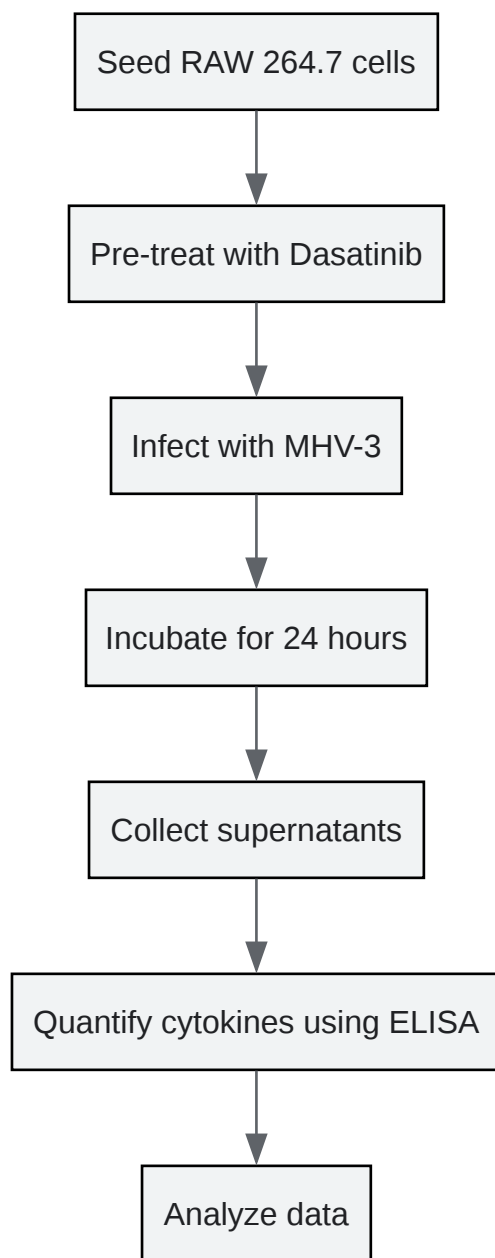 Seed RAW 264.7 cells
Pre-treat with Dasatinib
Infect with MHV-3
Incubate for 24 hours
Collect supernatants
Quantify cytokines using ELISA
Analyze data